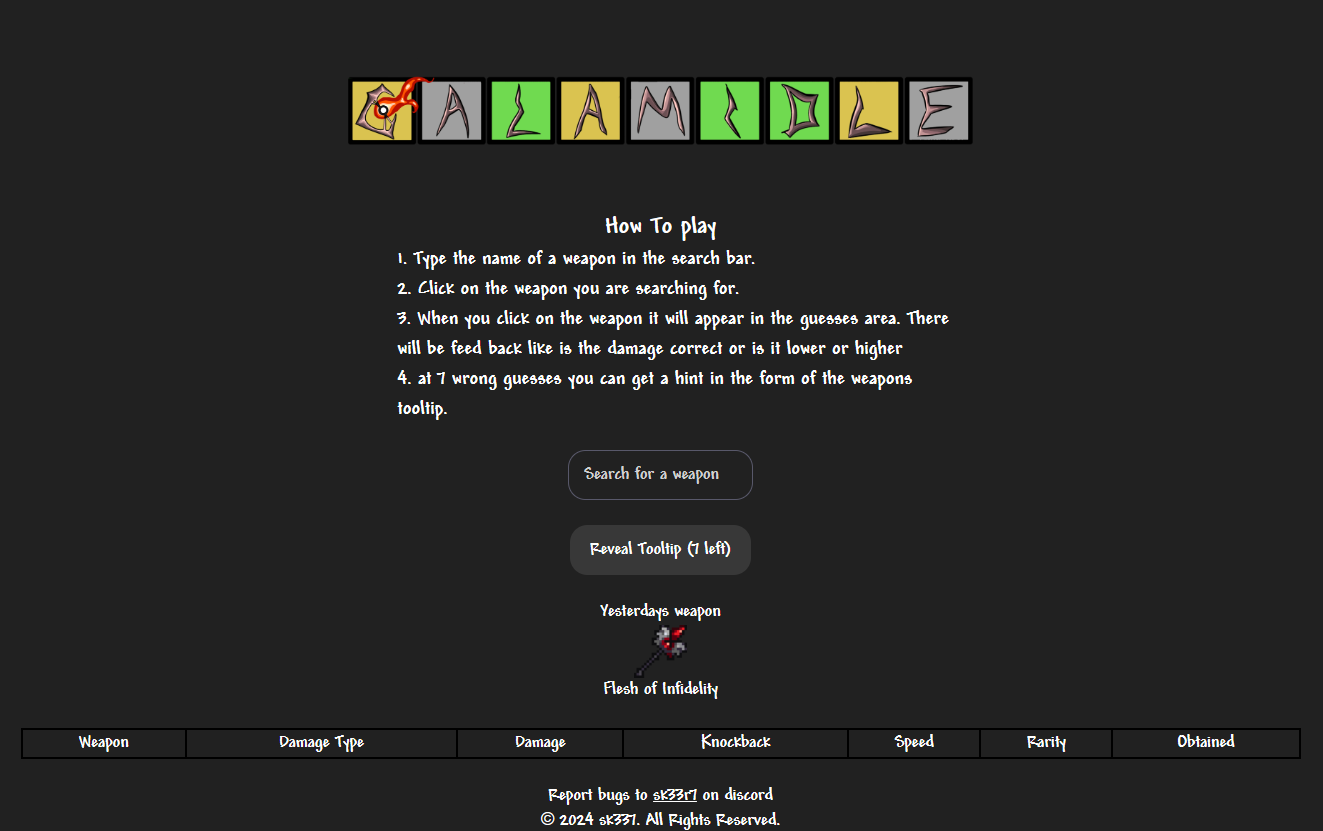 CALAMIDLE
How To play
1. Type the name of a weapon in the search bar.
2. Click on the weapon you are searching for.
3. When you click on the weapon it will appear in the guesses area. There
will be feed back like is the damage correct or is it lower or higher
4. at 7 wrong guesses you can get a hint in the form of the weapons
tooltip.
Search for a weapon
Reveal Tooltip (7 left)
Yesterdays weapon
Flesh of Infidelity
Weapon Damage Type Damage Knockback Speed Rarity Obtained
Report bugs to sk33r7 on discord
© 2024 sk337. All Rights Reserved.